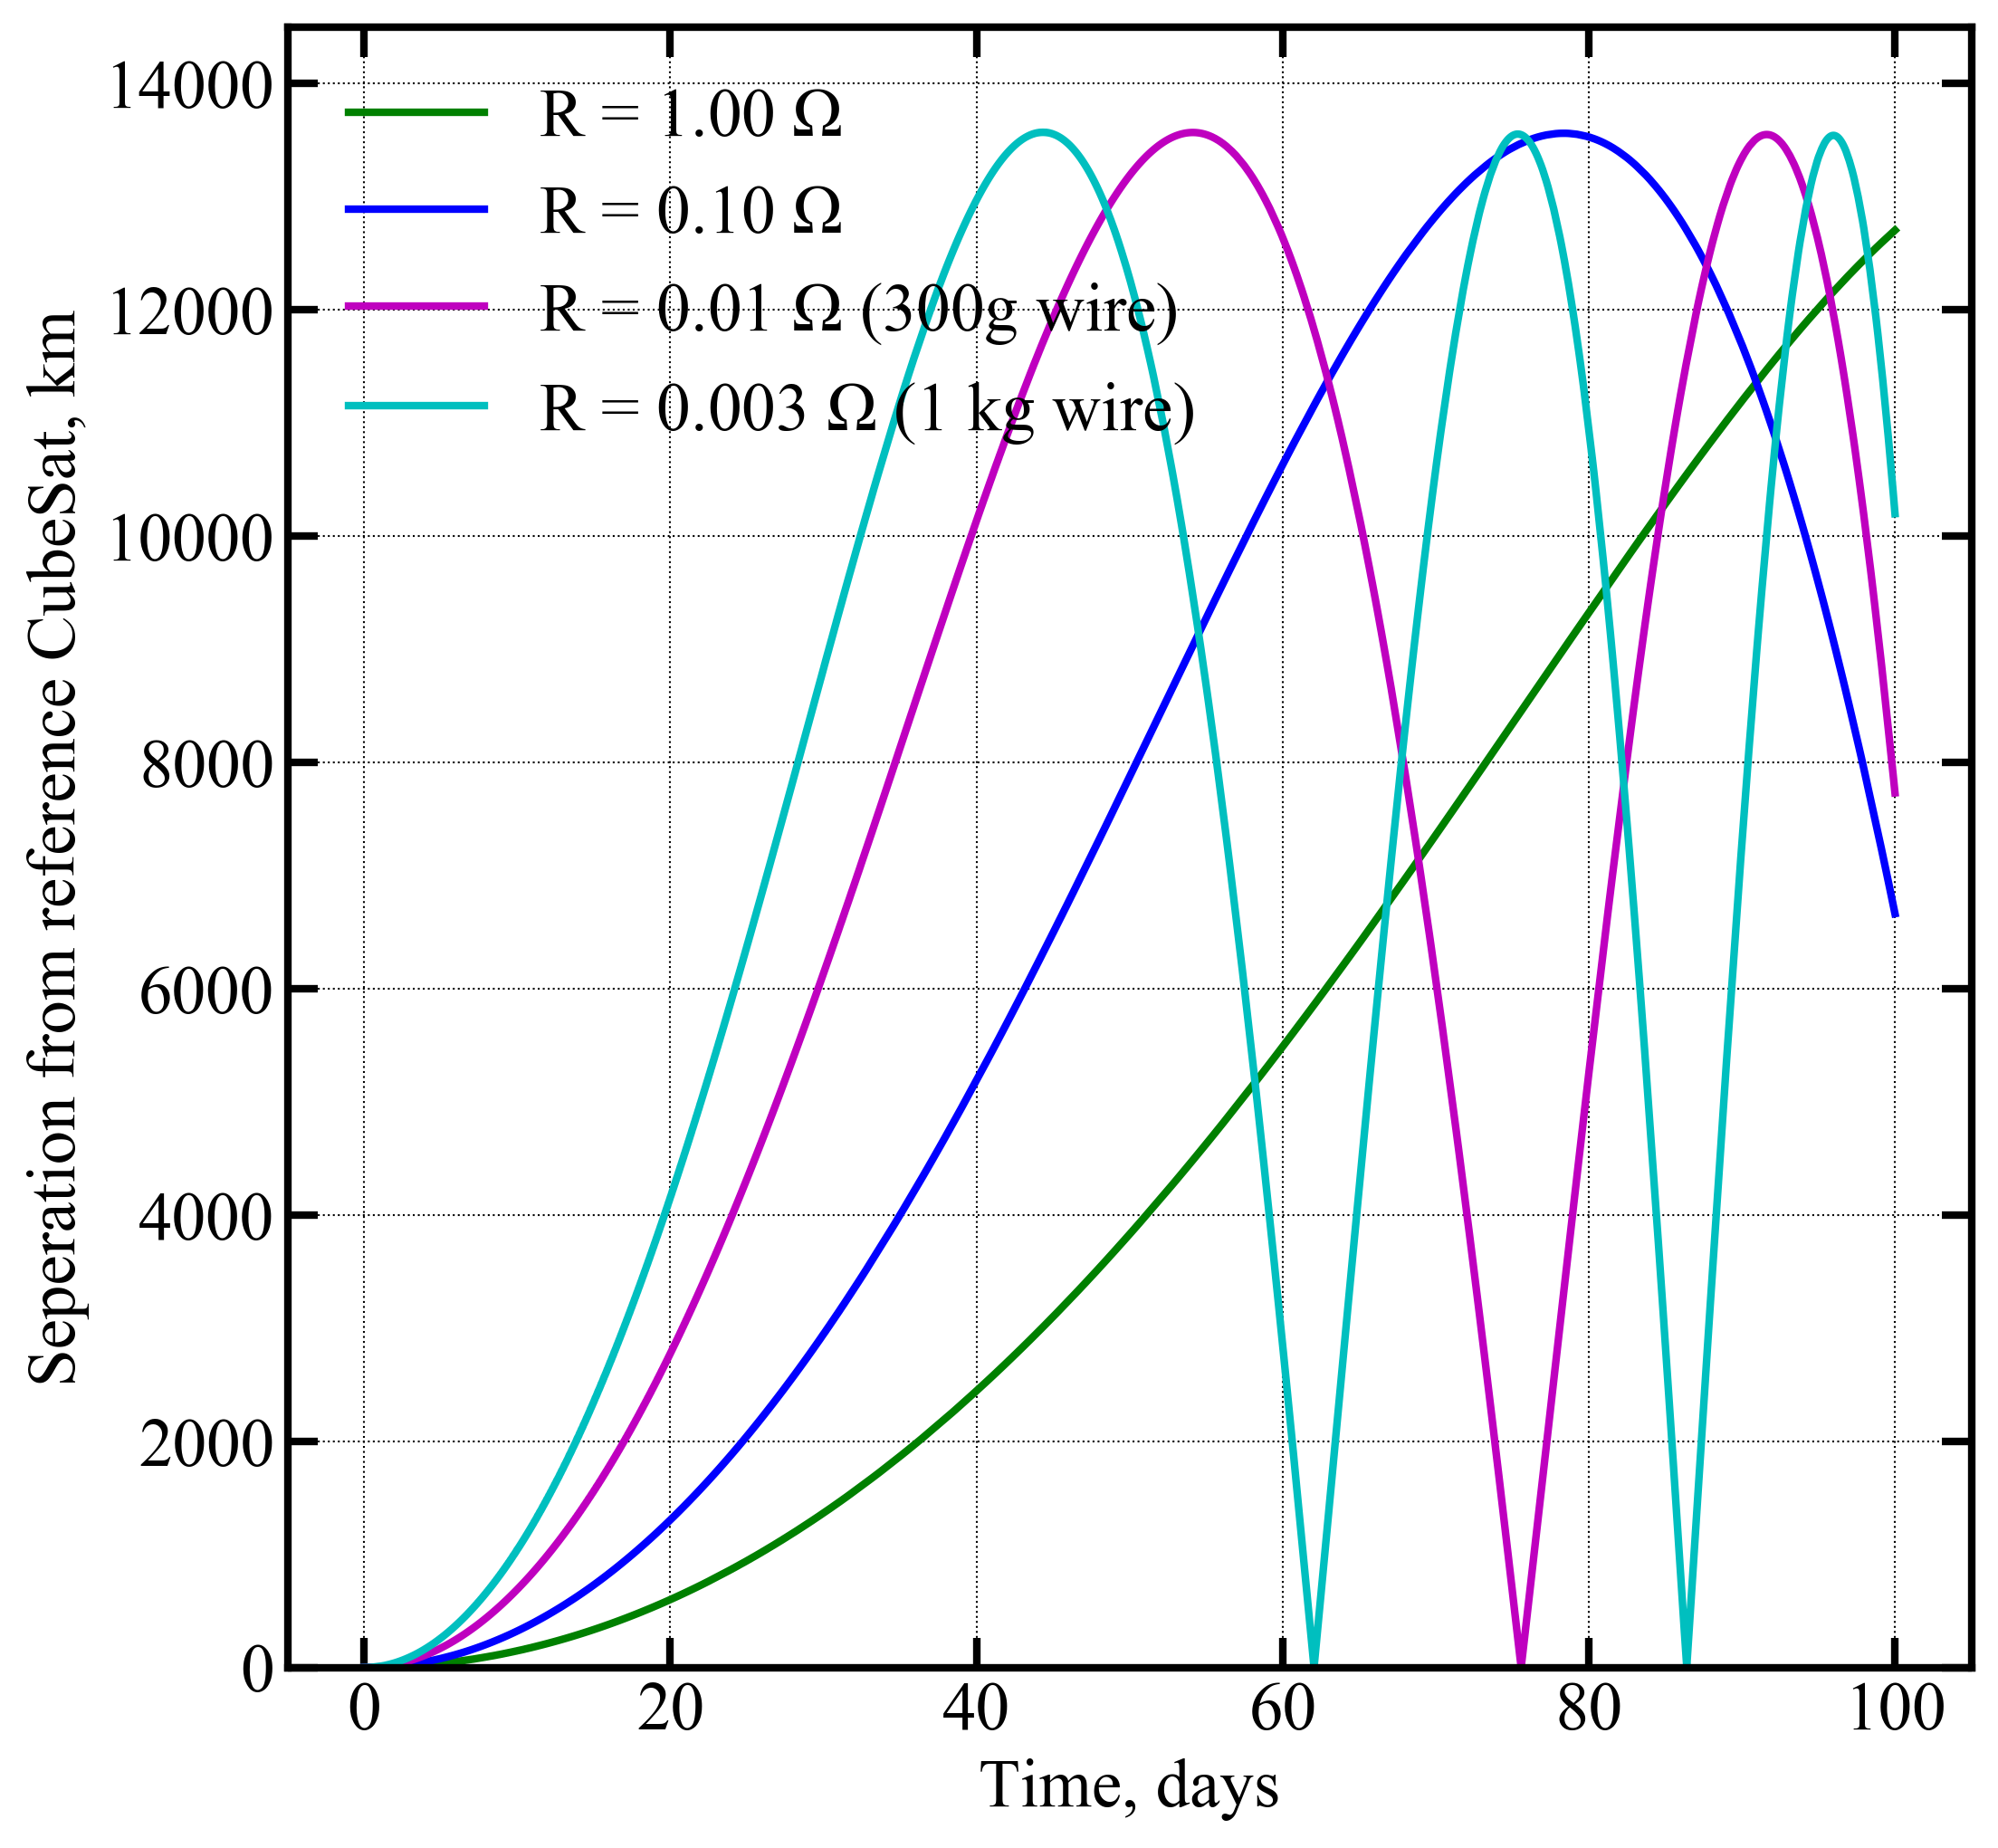 Seperation from reference CubeSat, km
14000
12000
10000
8000
6000
4000
2000
0
R = 1.00 Ω
R = 0.10 Ω
R = 0.01 Ω (300g wire)
R = 0.003 Ω (1 kg wire)
0 20 40 60 80 100
Time, days